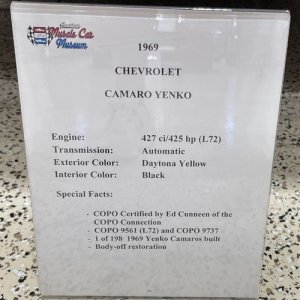 Muscle Car
Museum
1969
CHEVROLET
CAMARO YENKO
Engine: 427 ci/425 hp (L72)
Transmission: Automatic
Exterior Color: Daytona Yellow
Interior Color: Black
Special Facts:
- COPO Certified by Ed Cunneen of the
COPO Connection
- COPO 9561 (L72) and COPO 9737
- 1 of 198 1969 Yenko Camaros built
- Body-off restoration